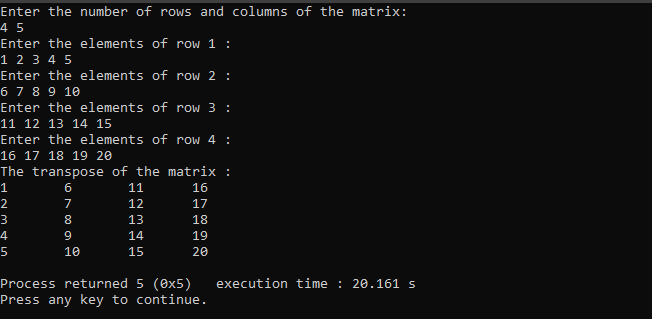 Enter the number of rows and columns of the matrix:
4 5
Enter the elements of row 1 :
1 2 3 4 5
Enter the elements of row 2 :
6 7 8 9 10
Enter the elements of row 3 :
11 12 13 14 15
Enter the elements of row 4 :
16 17 18 19 20
The transpose of the matrix :
1       6       11      16
2       7       12      17
3       8       13      18
4       9       14      19
5       10      15      20
Process returned 5 (0x5)   execution time : 20.161 s
Press any key to continue.